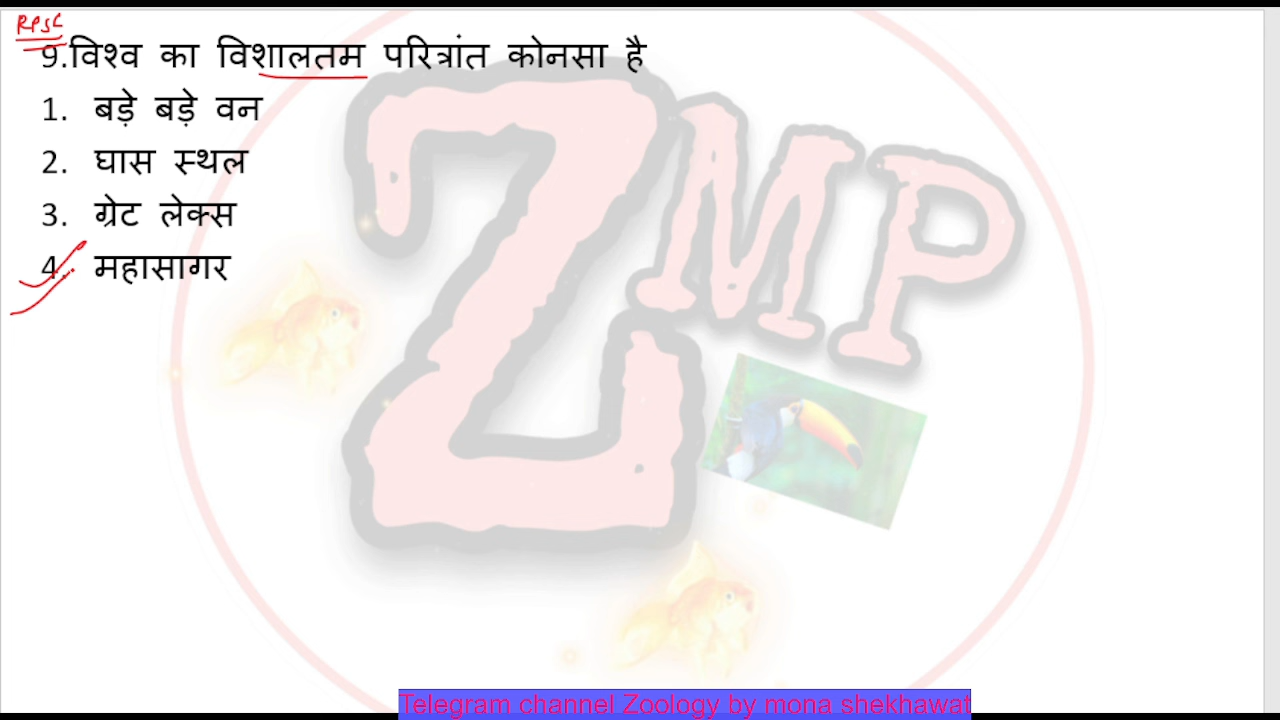 RPSC
9.विश्व का विशालतम परित्रांत कोनसा है
1. बड़े बड़े वन
2. घास स्थल
3. ग्रेट लेक्स
4. महासागर
ZMP
Telegram channel Zoology by mona shekhawat